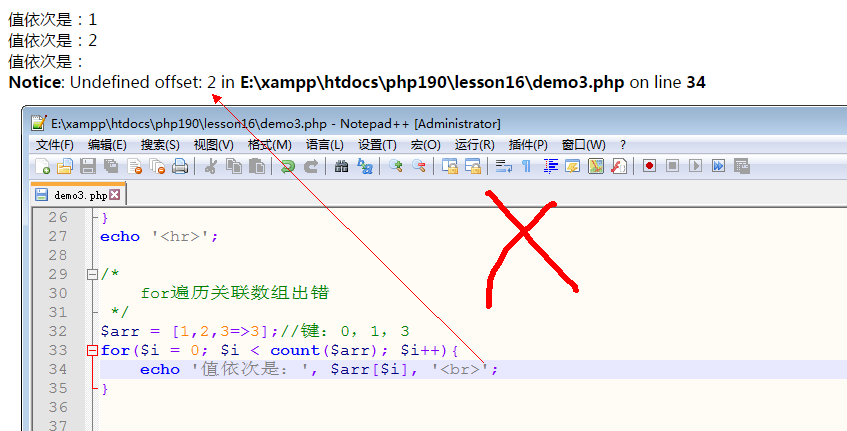 值依次是：1
值依次是：2
值依次是：
Notice: Undefined offset: 2 in E:\xampp\htdocs\php190\lesson16\demo3.php on line 34
E:\xampp\htdocs\php190\lesson16\demo3.php - Notepad++ [Administrator]
文件(F) 编辑(E) 搜索(S) 视图(V) 格式(M) 语言(L) 设置(T) 宏(O) 运行(R) 插件(P) 窗口(W) ?
demo3.php
26 }
27 echo '<hr>';
28
29 /*
30     for遍历关联数组出错
31 */
32 $arr = [1,2,3=>3];//键: 0, 1, 3
33 for($i = 0; $i < count($arr); $i++){
34     echo '值依次是: ', $arr[$i], '<br>';
35 }
36
37